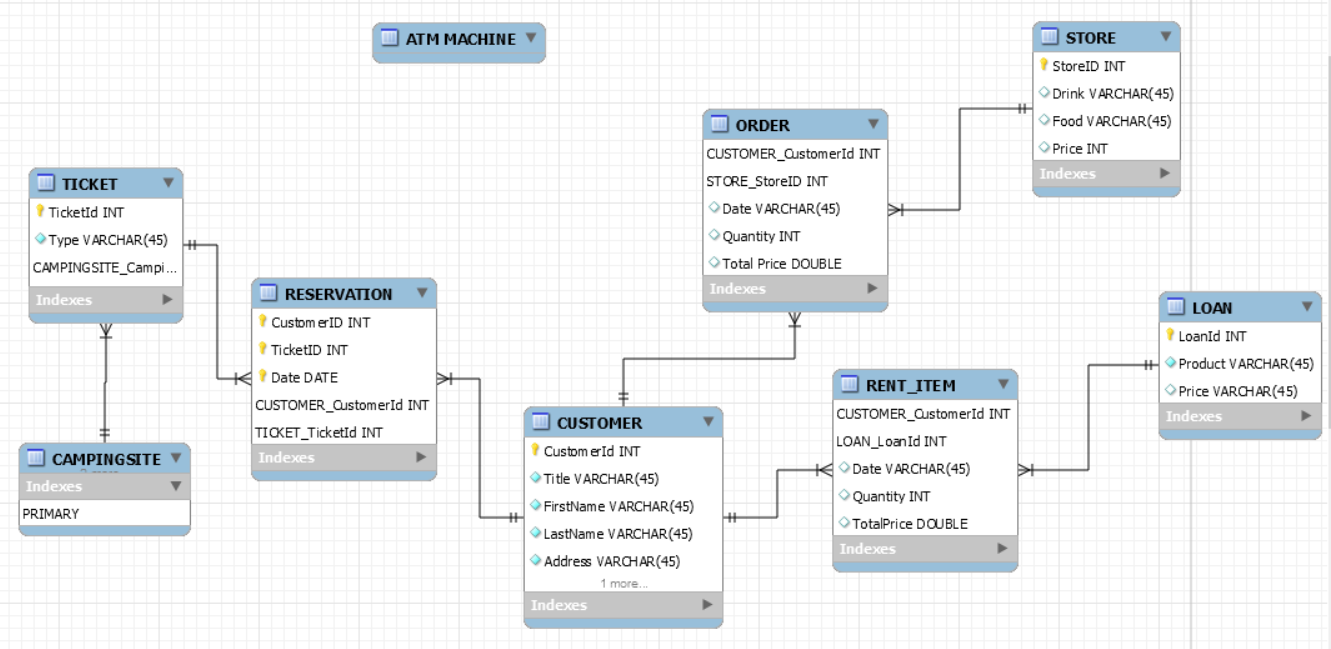 ATM MACHINE
STORE
StoreID INT
Drink VARCHAR(45)
Food VARCHAR(45)
Price INT
Indexes
ORDER
CUSTOMER_CustomerId INT
STORE_StoreID INT
Date VARCHAR(45)
Quantity INT
Total Price DOUBLE
Indexes
TICKET
TicketId INT
Type VARCHAR(45)
CAMPINGSITE_Campi...
Indexes
RESERVATION
CustomerID INT
TicketID INT
Date DATE
CUSTOMER_CustomerId INT
TICKET_TicketId INT
Indexes
LOAN
LoanId INT
Product VARCHAR(45)
Price VARCHAR(45)
Indexes
RENT_ITEM
CUSTOMER_CustomerId INT
LOAN_LoanId INT
Date VARCHAR(45)
Quantity INT
TotalPrice DOUBLE
Indexes
CUSTOMER
CustomerId INT
Title VARCHAR(45)
FirstName VARCHAR(45)
LastName VARCHAR(45)
Address VARCHAR(45)
1 more...
Indexes
CAMPINGSITE
Indexes
PRIMARY